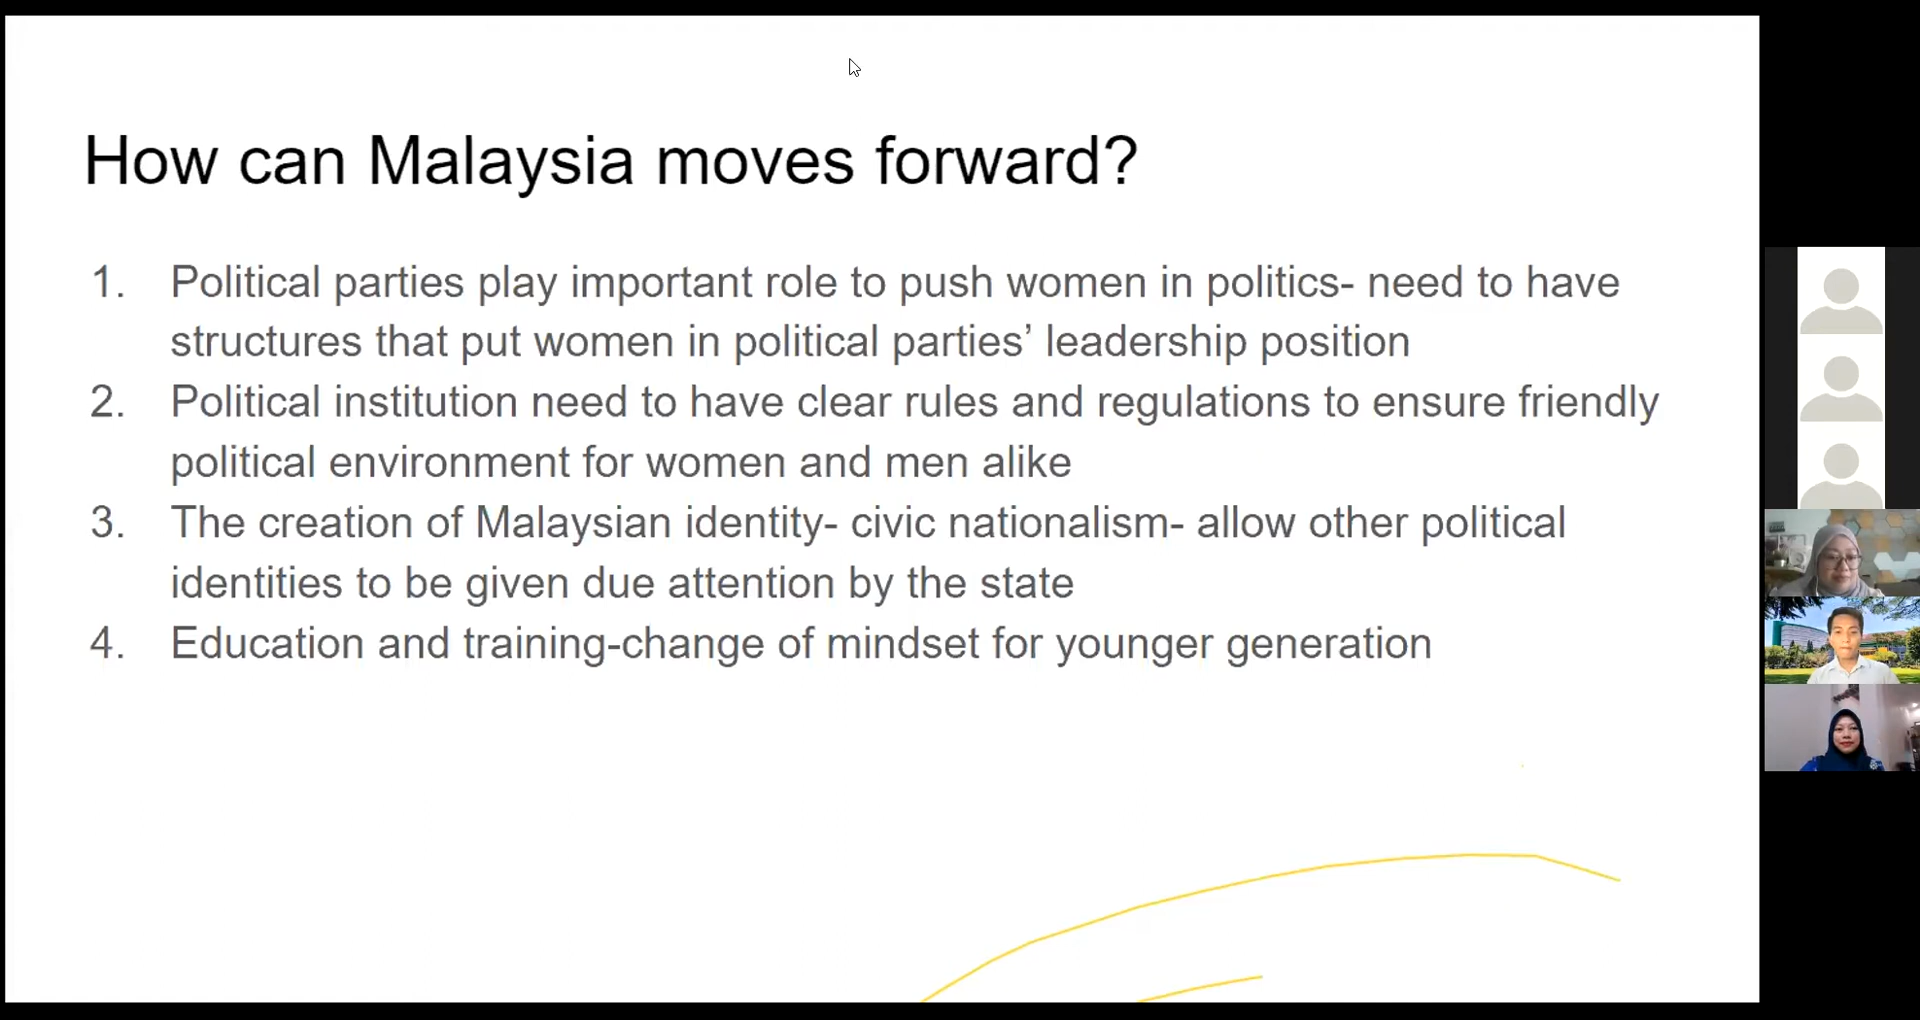 How can Malaysia moves forward?
1. Political parties play important role to push women in politics- need to have
structures that put women in political parties’ leadership position
2. Political institution need to have clear rules and regulations to ensure friendly
political environment for women and men alike
3. The creation of Malaysian identity- civic nationalism- allow other political
identities to be given due attention by the state
4. Education and training-change of mindset for younger generation